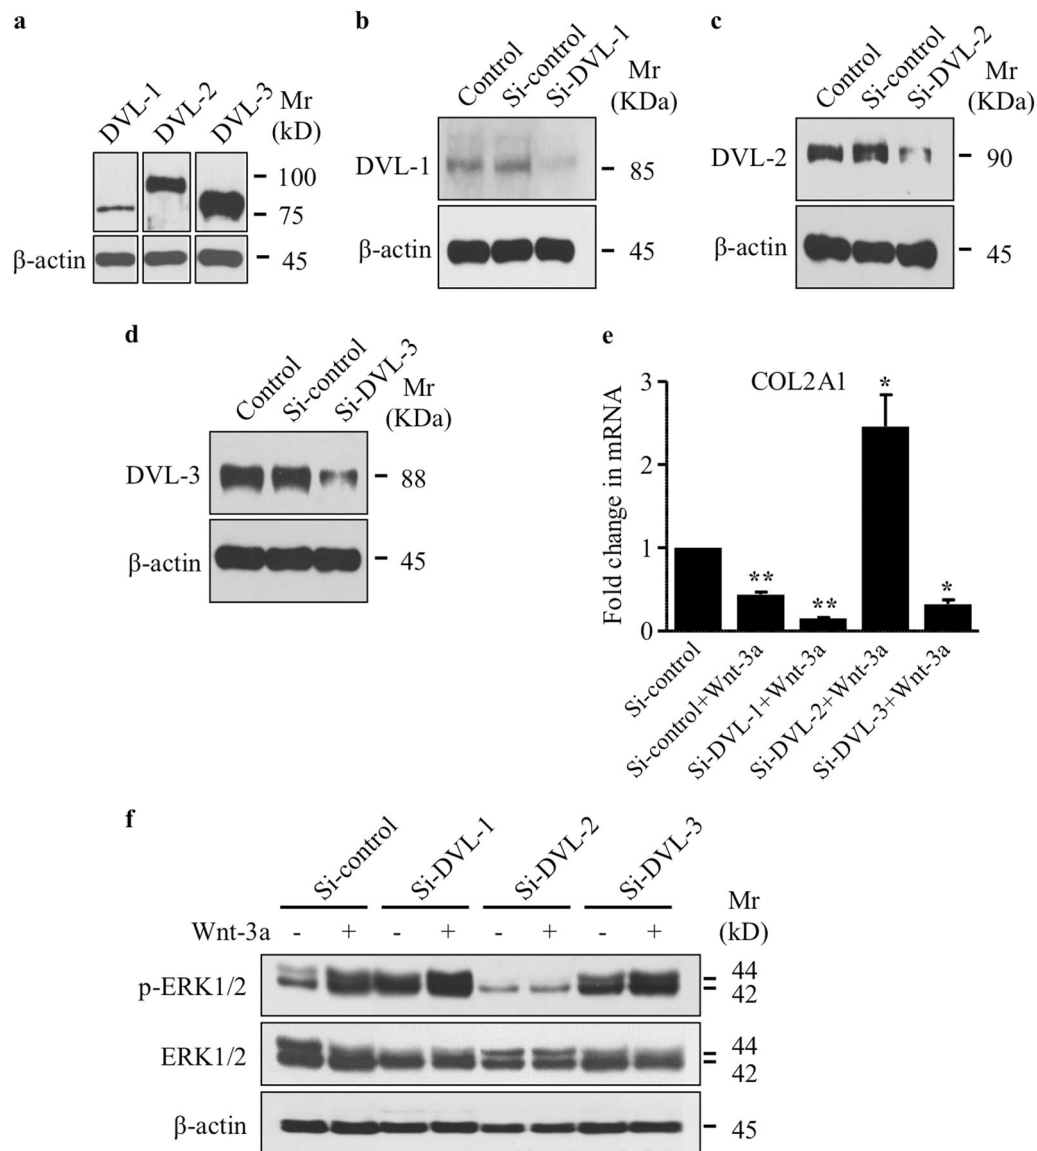 a
DVL-1
DVL-2
DVL-3
Mr
(kD)
100
75
β-actin
45
b
Control
Si-control
Si-DVL-1
Mr
(KDa)
DVL-1
85
β-actin
45
c
Control
Si-control
Si-DVL-2
Mr
(KDa)
DVL-2
90
β-actin
45
d
Control
Si-control
Si-DVL-3
Mr
(KDa)
DVL-3
88
β-actin
45
e
COL2A1
Fold change in mRNA
3
2
1
0
**
**
*
*
Si-control
Si-control+Wnt-3a
Si-DVL-1+Wnt-3a
Si-DVL-2+Wnt-3a
Si-DVL-3+Wnt-3a
f
Si-control
Si-DVL-1
Si-DVL-2
Si-DVL-3
Mr
(kD)
Wnt-3a - + - + - + - +
p-ERK1/2
44
42
ERK1/2
44
42
β-actin
45